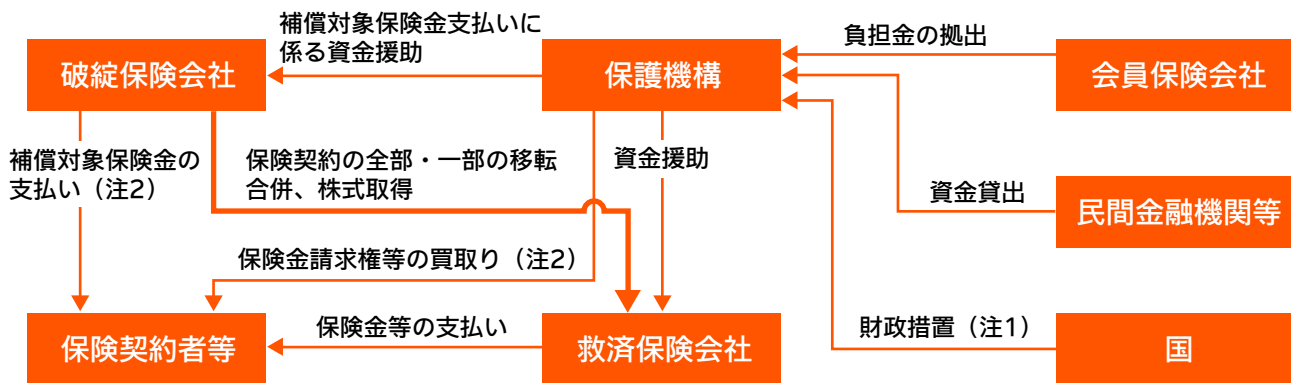 補償対象保険金支払いに
係る資金援助
負担金の拠出
破綻保険会社
保護機構
会員保険会社
補償対象保険金の
支払い（注2）
保険契約の全部・一部の移転
合併、株式取得
資金援助
資金貸出
民間金融機関等
保険金請求権等の買取り（注2）
保険金等の支払い
財政措置（注1）
保険契約者等
救済保険会社
国